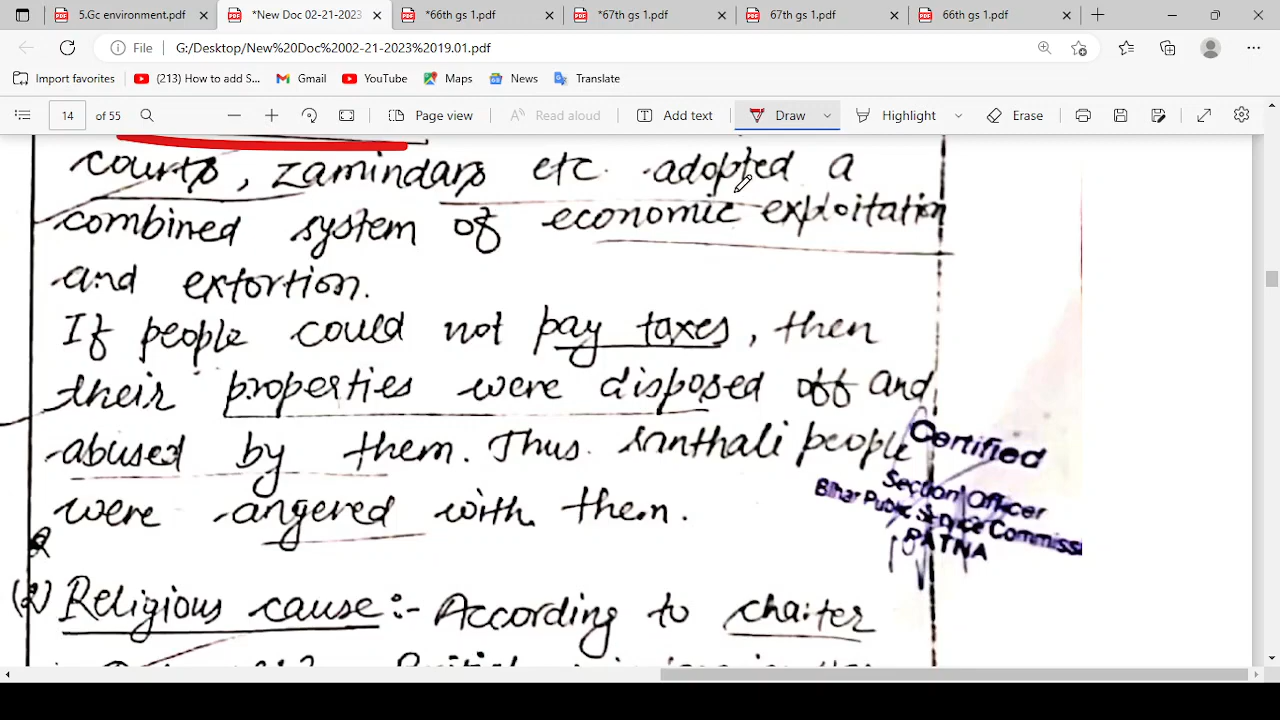 5.Gc environment.pdf
*New Doc 02-21-2023
*66th gs 1.pdf
*67th gs 1.pdf
67th gs 1.pdf
66th gs 1.pdf
File
G:/Desktop/New%20Doc%2002-21-2023%2019.01.pdf
Import favorites
(213) How to add S...
Gmail
YouTube
Maps
News
Translate
14 of 55
Page view
Read aloud
Add text
Draw
Highlight
Erase
courts, zamindars etc. adopted a
combined system of economic exploitation
and extortion.
If people could not pay taxes, then
their properties were disposed off and
abused by them. Thus santhali people
were angered with them.
Certified
Section Officer
Bihar Public Service Commiss
PATNA
(2) Religious cause :- According to charter
British